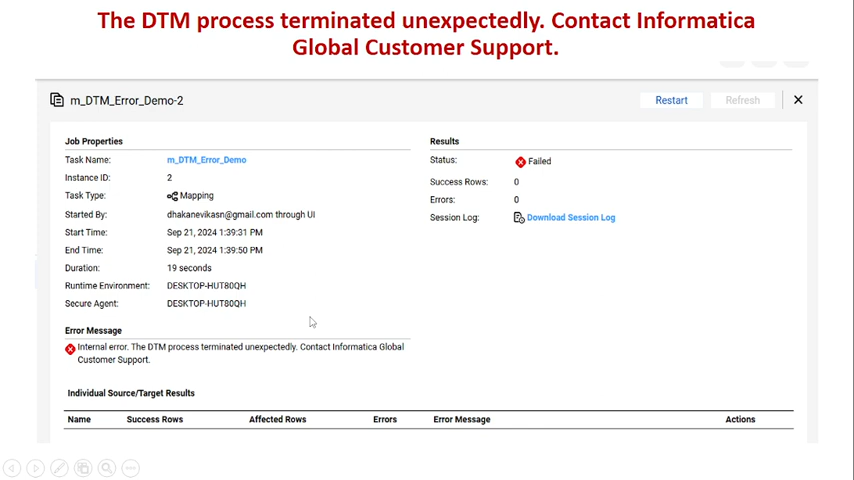 The DTM process terminated unexpectedly. Contact Informatica
Global Customer Support.
m_DTM_Error_Demo-2
Restart
Refresh
Job Properties
Task Name: m_DTM_Error_Demo
Instance ID: 2
Task Type: Mapping
Started By: dhakanevikasn@gmail.com through UI
Start Time: Sep 21, 2024 1:39:31 PM
End Time: Sep 21, 2024 1:39:50 PM
Duration: 19 seconds
Runtime Environment: DESKTOP-HUT80QH
Secure Agent: DESKTOP-HUT80QH
Results
Status: Failed
Success Rows: 0
Errors: 0
Session Log: Download Session Log
Error Message
Internal error. The DTM process terminated unexpectedly. Contact Informatica Global
Customer Support.
Individual Source/Target Results
Name Success Rows Affected Rows Errors Error Message Actions